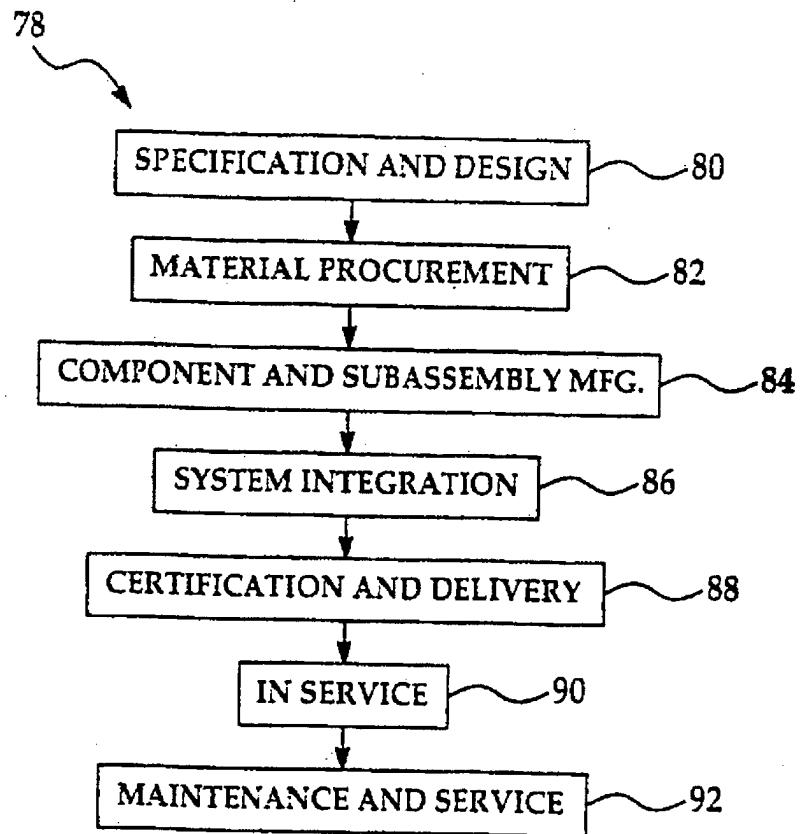 78
SPECIFICATION AND DESIGN 80
MATERIAL PROCUREMENT 82
COMPONENT AND SUBASSEMBLY MFG. 84
SYSTEM INTEGRATION 86
CERTIFICATION AND DELIVERY 88
IN SERVICE 90
MAINTENANCE AND SERVICE 92